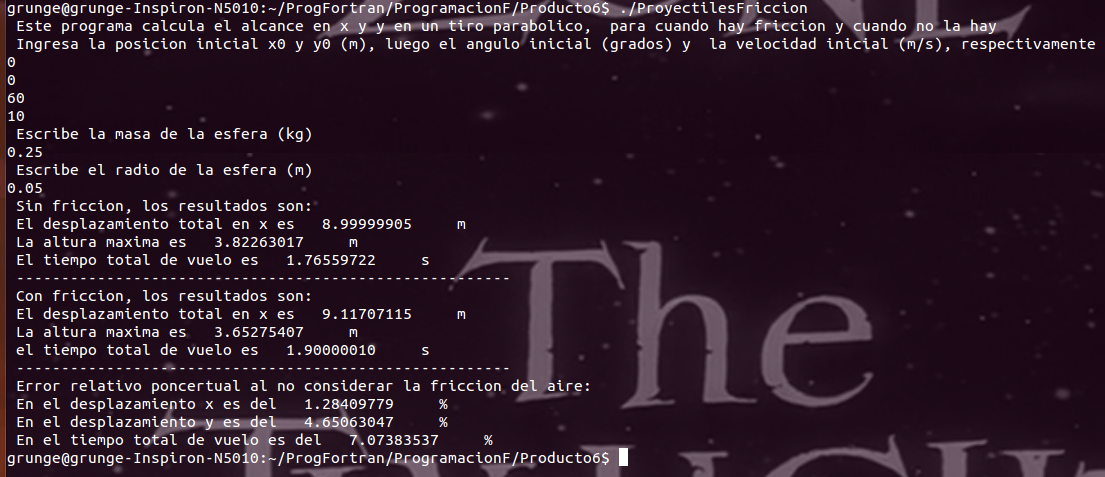 grunge@grunge-Inspiron-N5010:~/ProgFortran/ProgramacionF/Producto6$ ./ProyectilesFriccion
Este programa calcula el alcance en x y y en un tiro parabolico,  para cuando hay friccion y cuando no la hay
Ingresa la posicion inicial x0 y y0 (m), luego el angulo inicial (grados) y  la velocidad inicial (m/s), respectivamente
0
0
60
10
Escribe la masa de la esfera (kg)
0.25
Escribe el radio de la esfera (m)
0.05
Sin friccion, los resultados son:
El desplazamiento total en x es   8.99999905     m
La altura maxima es   3.82263017     m
El tiempo total de vuelo es   1.76559722     s
-------------------------------------------------------
Con friccion, los resultados son:
El desplazamiento total en x es   9.11707115     m
La altura maxima es   3.65275407     m
el tiempo total de vuelo es   1.90000010     s
-------------------------------------------------------
Error relativo poncertual al no considerar la friccion del aire:
En el desplazamiento x es del   1.28409779     %
En el desplazamiento y es del   4.65063047     %
En el tiempo total de vuelo es del   7.07383537     %
grunge@grunge-Inspiron-N5010:~/ProgFortran/ProgramacionF/Producto6$
The